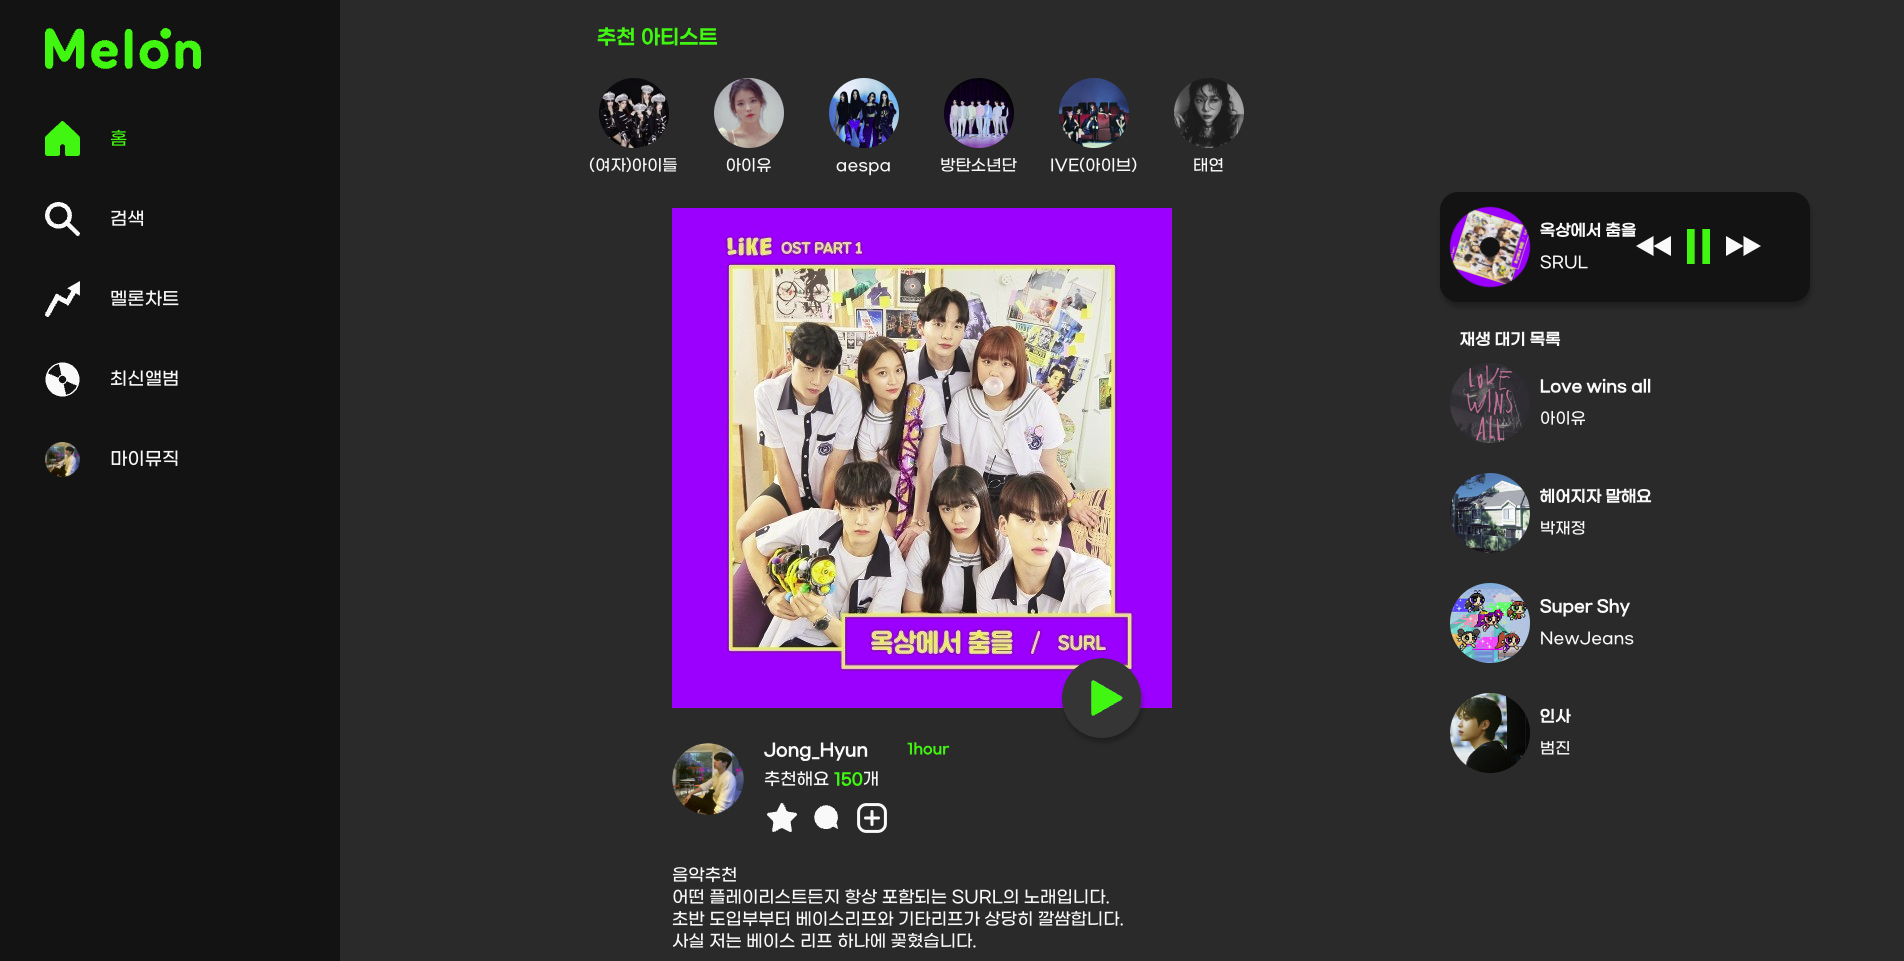 Melon
홈
검색
멜론차트
최신앨범
마이뮤직
추천 아티스트
(여자)아이들
아이유
aespa
방탄소년단
IVE(아이브)
태연
LiKE OST PART 1
옥상에서 춤을 / SURL
Jong_Hyun 1hour
추천해요 150개
음악추천
어떤 플레이리스트든지 항상 포함되는 SURL의 노래입니다.
초반 도입부부터 베이스리프와 기타리프가 상당히 깔쌈합니다.
사실 저는 베이스 리프 하나에 꽂혔습니다.
옥상에서 춤을
SRUL
재생 대기 목록
LOVE
WINS
ALL
Love wins all
아이유
헤어지자 말해요
박재정
Super Shy
NewJeans
인사
범진